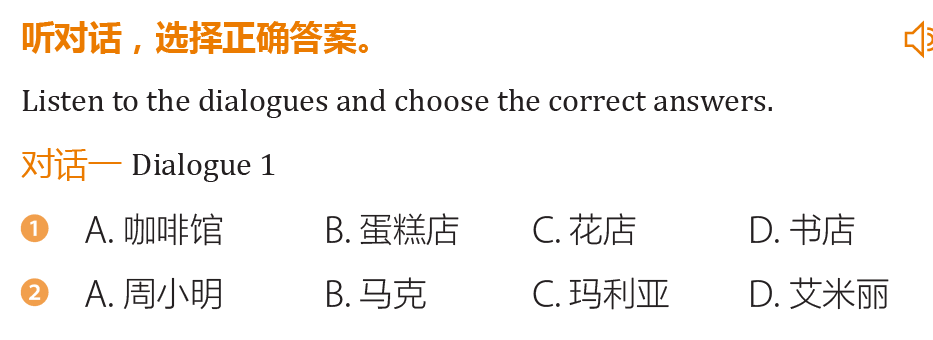 听对话，选择正确答案。
Listen to the dialogues and choose the correct answers.
对话一 Dialogue 1
1 A. 咖啡馆 B. 蛋糕店 C. 花店 D. 书店
2 A. 周小明 B. 马克 C. 玛利亚 D. 艾米丽